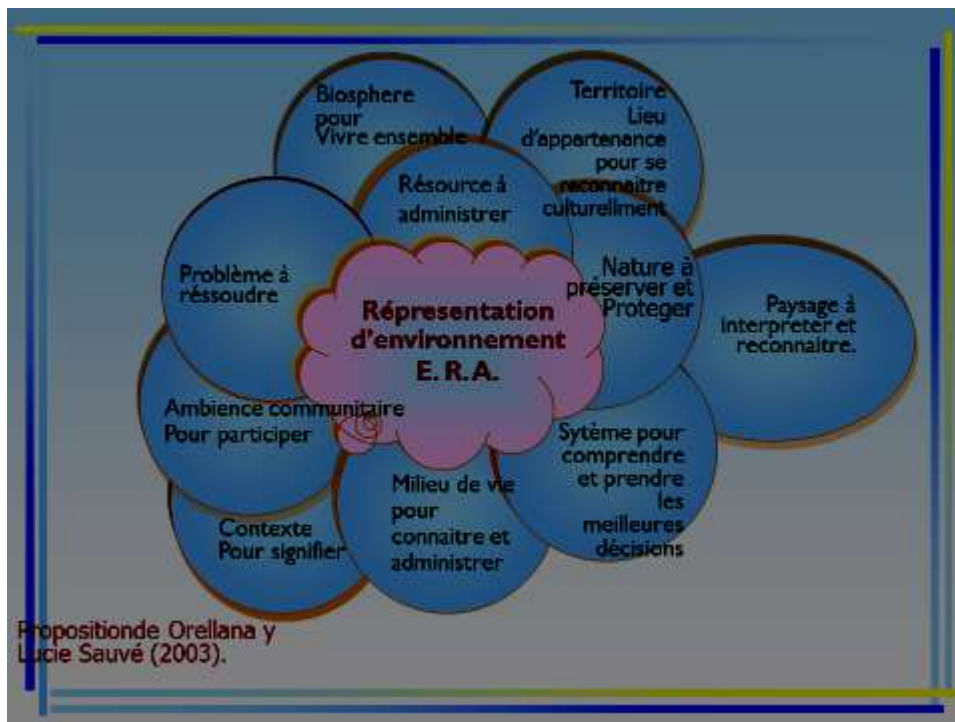 Biosphere
pour
Vivre ensemble
Territoire
Lieu
d'appartenance
pour se
reconnaitre
culturellment
Résource à
administrer
Problème à
réssoudre
Nature à
préserver et
Proteger
Paysage à
interpreter et
reconnaitre.
Réprésentation
d'environnement
E. R. A.
Ambience communitaire
Pour participer
Sytème pour
comprendre
et prendre
les
meilleures
décisions
Milieu de vie
pour
connaitre et
administrer
Contexte
Pour signifier
Propositionde Orellana y
Lucie Sauvé (2003).